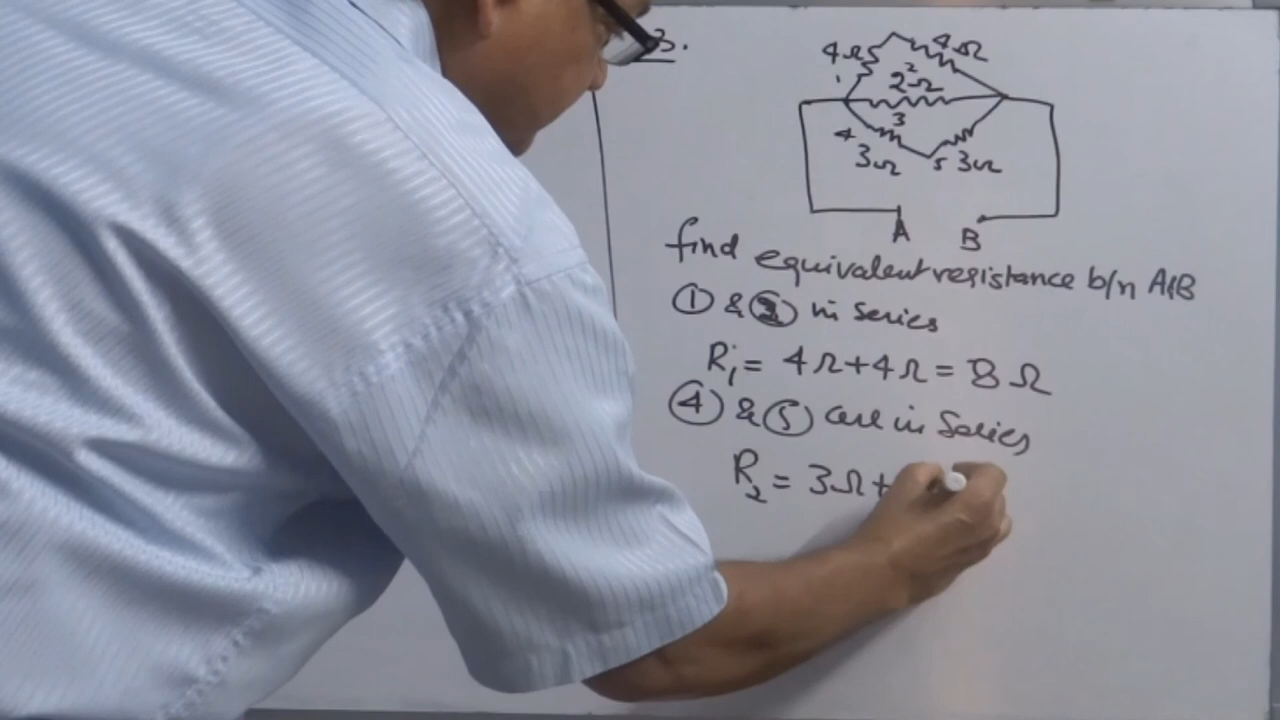 3.
4Ω 4Ω
1 2
2Ω
3
4 5
3Ω 3Ω
A B
find equivalent resistance b/n A&B
① & ② in series
R₁ = 4Ω+4Ω = 8Ω
④ & ⑤ are in Series
R₂ = 3Ω+